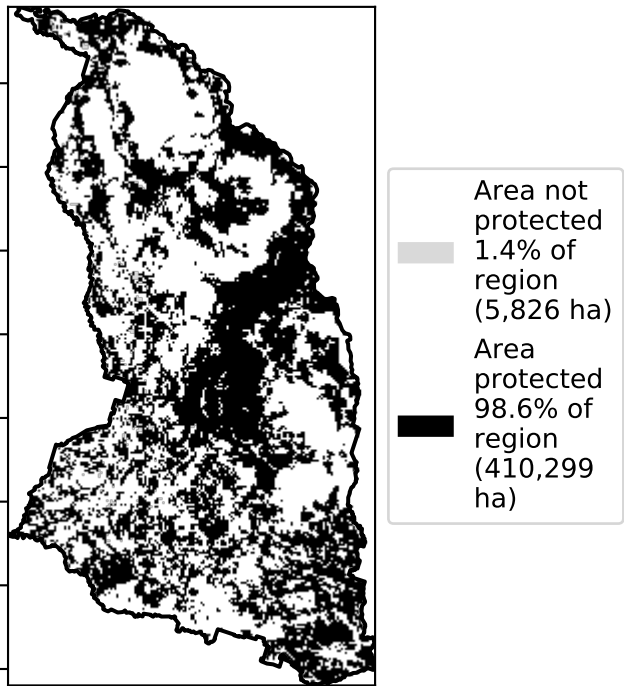 Area not
protected
1.4% of
region
(5,826 ha)
Area
protected
98.6% of
region
(410,299
ha)